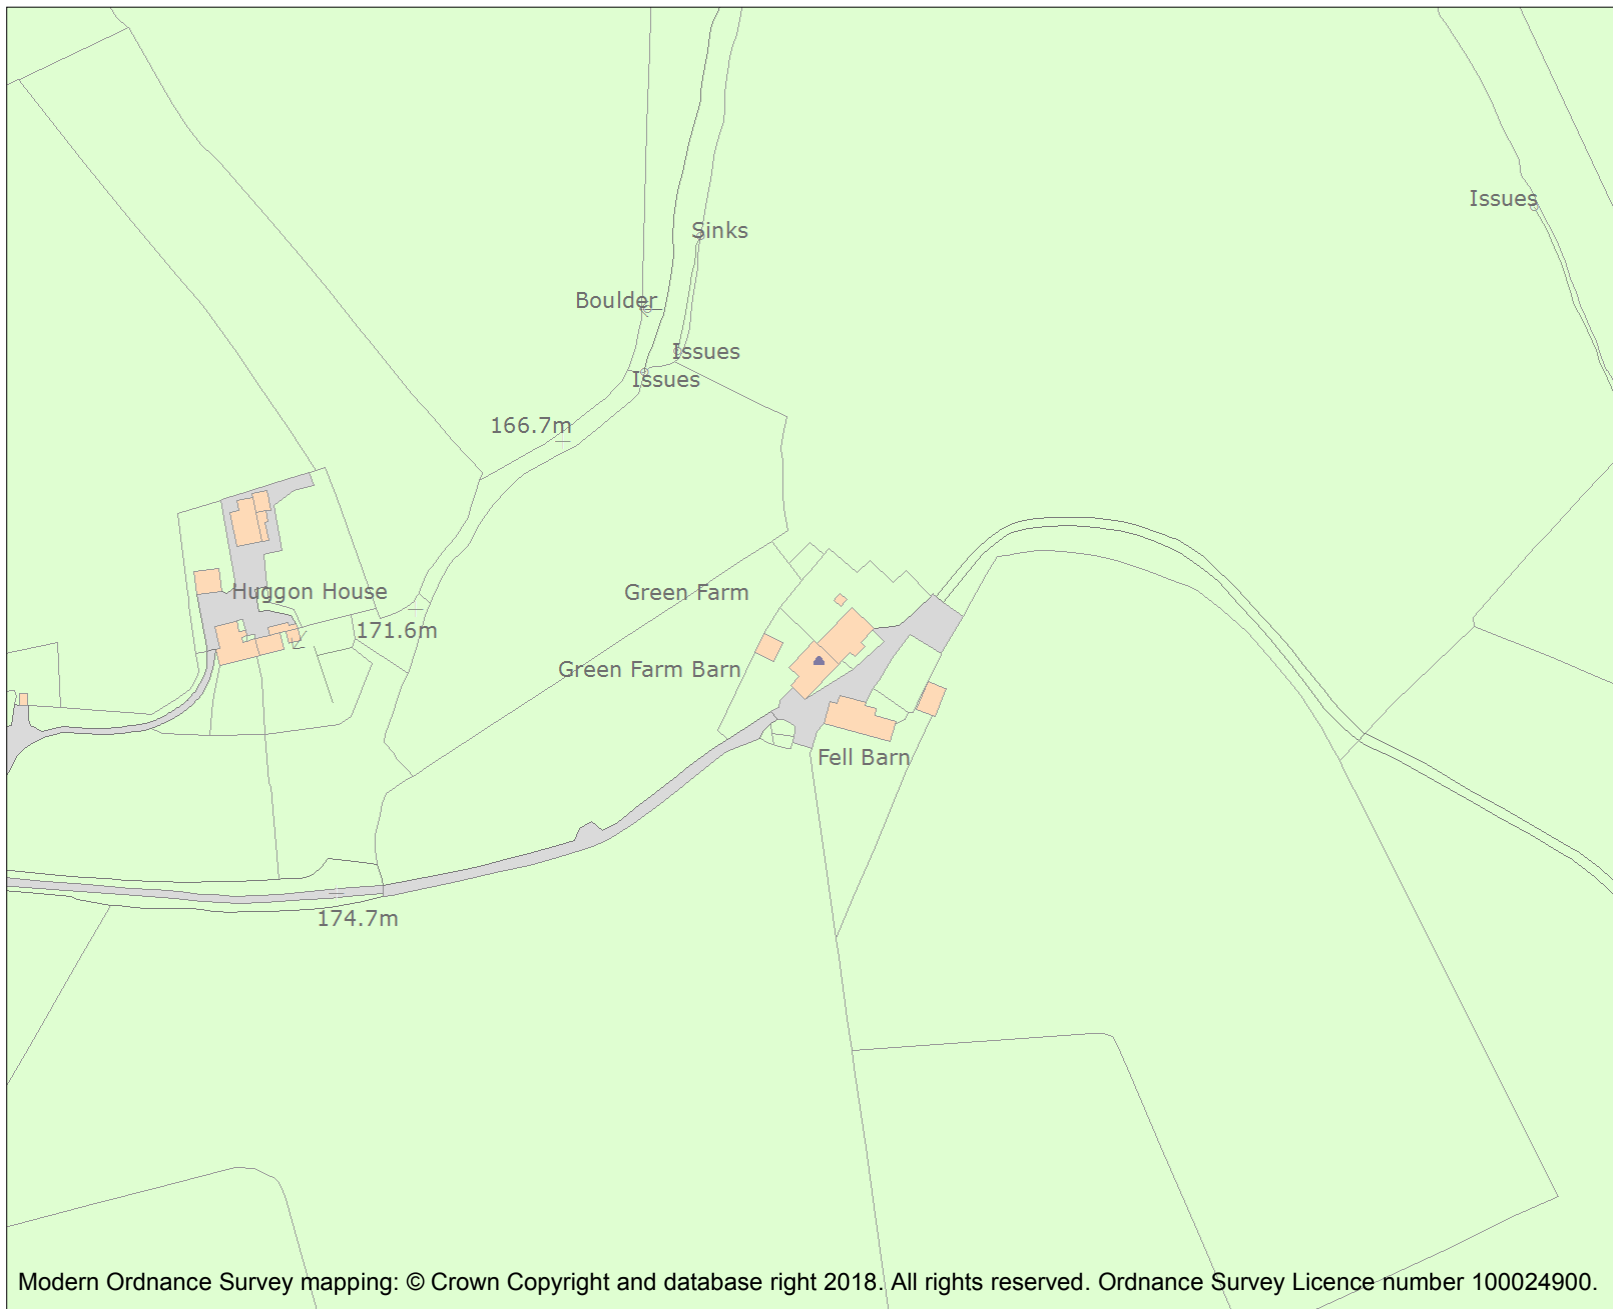 Issues
Sinks
Boulder
Issues
Issues
166.7m
Huggon House
Green Farm
171.6m
Green Farm Barn
Fell Barn
174.7m
Modern Ordnance Survey mapping: © Crown Copyright and database right 2018. All rights reserved. Ordnance Survey Licence number 100024900.